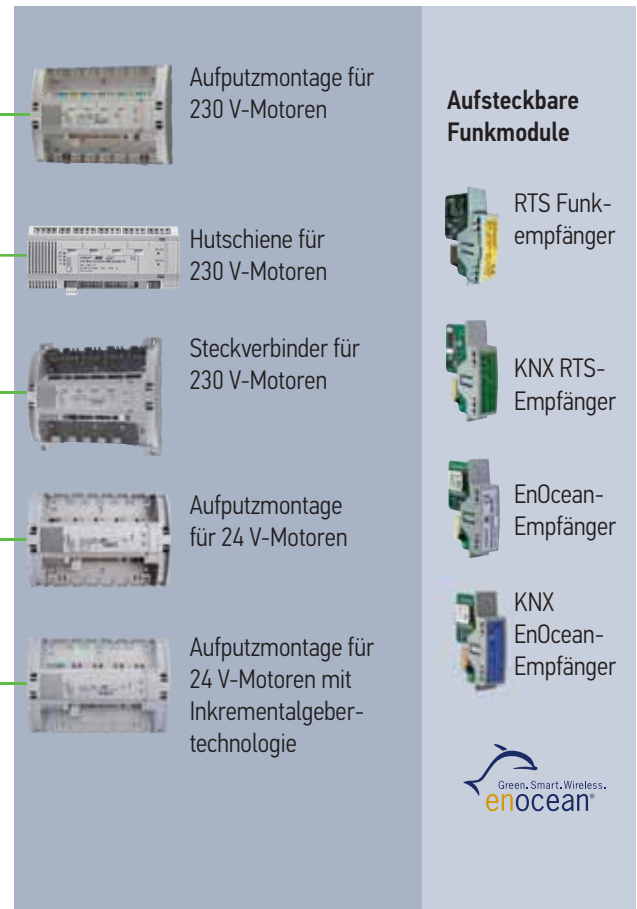 Aufputzmontage für
230 V-Motoren
Hutschiene für
230 V-Motoren
Steckverbinder für
230 V-Motoren
Aufputzmontage
für 24 V-Motoren
Aufputzmontage für
24 V-Motoren mit
Inkrementalgeber-
technologie
Aufsteckbare
Funkmodule
RTS Funk-
empfänger
KNX RTS-
Empfänger
EnOcean-
Empfänger
KNX
EnOcean-
Empfänger
Green. Smart. Wireless.
enocean®